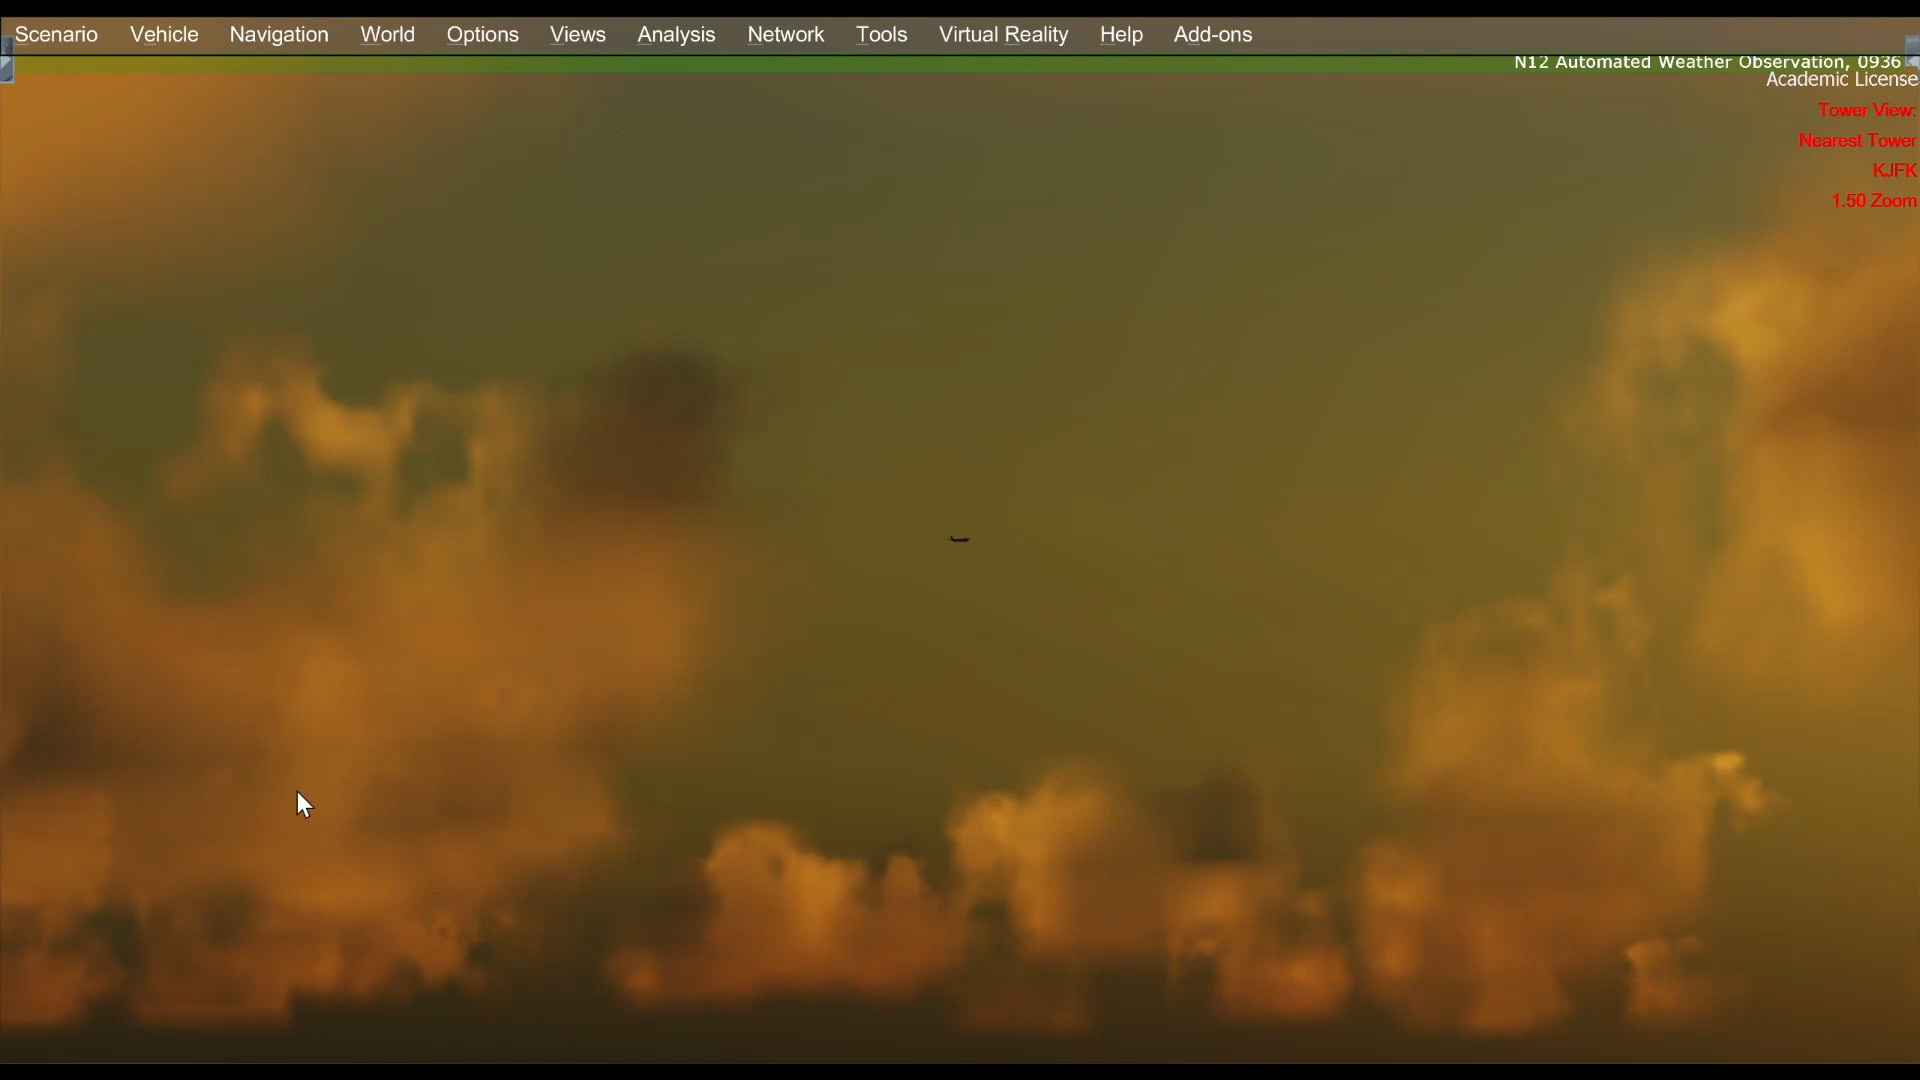 Scenario Vehicle Navigation World Options Views Analysis Network Tools Virtual Reality Help Add-ons
N12 Automated Weather Observation, 0936
Academic License
Tower View:
Nearest Tower
KJFK
1.50 Zoom